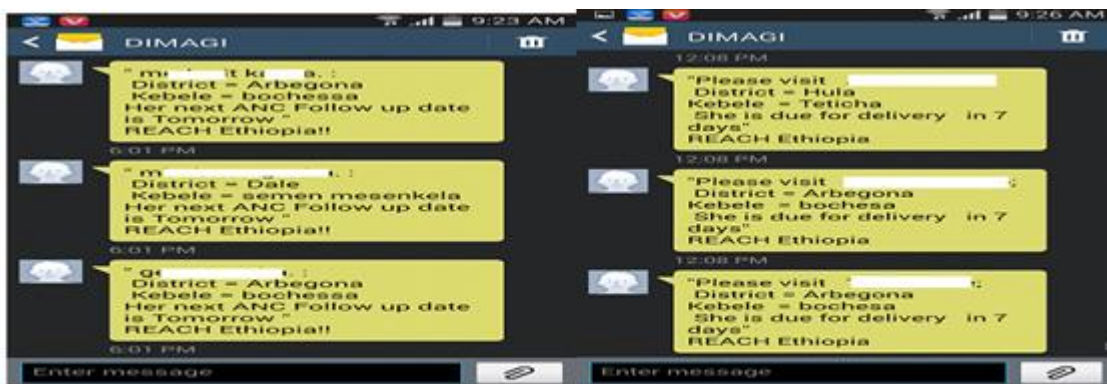 9:23 AM
< DIMAGI
District = Arbegona
Kebele = bochessa
Her next ANC Follow up date
is Tomorrow "
REACH Ethiopia!!
6:01 PM
" m
District = Dale
Kebele = semen mesenkela
Her next ANC Follow up date
is Tomorrow "
REACH Ethiopia!!
6:01 PM
" g
District = Arbegona
Kebele = bochessa
Her next ANC Follow up date
is Tomorrow "
REACH Ethiopia!!
6:01 PM
Enter message
9:26 AM
< DIMAGI
12:08 PM
"Please visit
District = Hula
Kebele = Teticha
She is due for delivery in 7
days"
REACH Ethiopia
12:08 PM
"Please visit
District = Arbegona
Kebele = bochesa
She is due for delivery in 7
days"
REACH Ethiopia
12:08 PM
"Please visit
District = Arbegona
Kebele = bochesa
She is due for delivery in 7
days"
REACH Ethiopia
Enter message